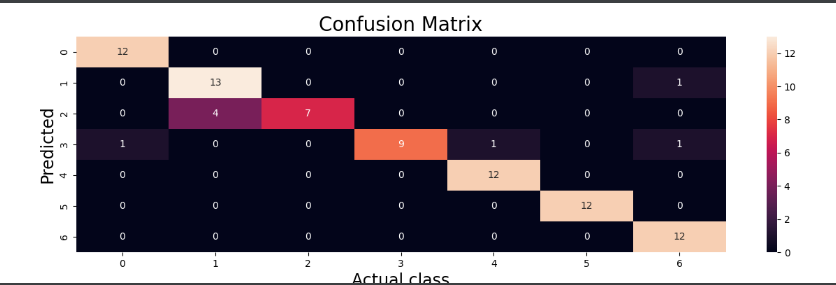 Confusion Matrix
0 12 0 0 0 0 0 0 12
1 0 13 0 0 0 0 1 10
2 0 4 7 0 0 0 0 8
3 1 0 0 9 1 0 1 6
4 0 0 0 0 12 0 0 4
5 0 0 0 0 0 12 0 2
6 0 0 0 0 0 0 12 0
Predicted
0 1 2 3 4 5 6
Actual class